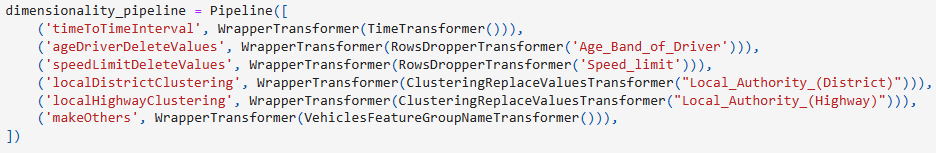 dimensionality_pipeline = Pipeline([
    ('timeToTimeInterval', WrapperTransformer(TimeTransformer())),
    ('ageDriverDeleteValues', WrapperTransformer(RowsDropperTransformer('Age_Band_of_Driver'))),
    ('speedLimitDeleteValues', WrapperTransformer(RowsDropperTransformer('Speed_limit'))),
    ('localDistrictClustering', WrapperTransformer(ClusteringReplaceValuesTransformer("Local_Authority_(District)"))),
    ('localHighwayClustering', WrapperTransformer(ClusteringReplaceValuesTransformer("Local_Authority_(Highway)"))),
    ('makeOthers', WrapperTransformer(VehiclesFeatureGroupNameTransformer())),
])